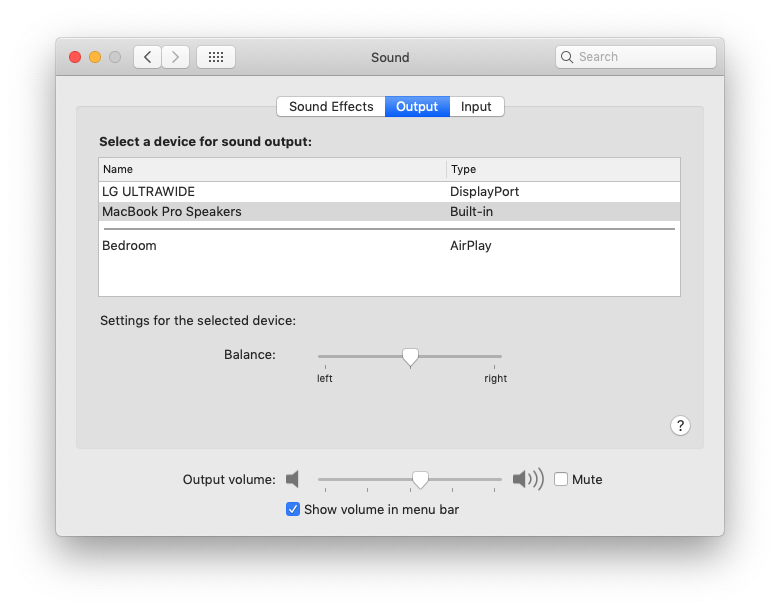 Sound
Search
Sound Effects Output Input
Select a device for sound output:
Name Type
LG ULTRAWIDE DisplayPort
MacBook Pro Speakers Built-in
Bedroom AirPlay
Settings for the selected device:
Balance:
left right
?
Output volume: Mute
Show volume in menu bar